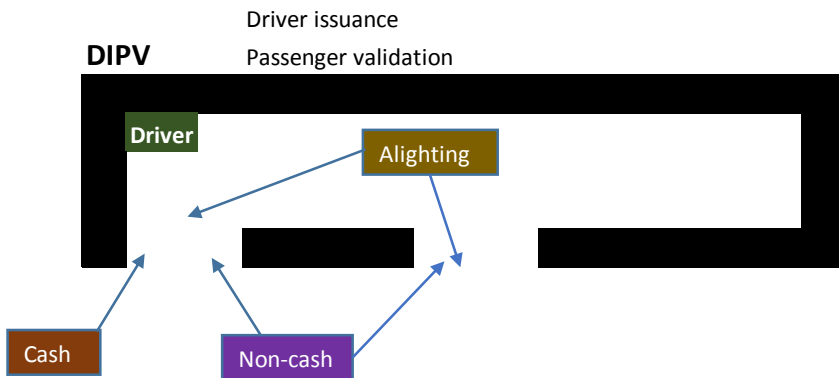 Driver issuance
DIPV
Passenger validation
Driver
Alighting
Cash
Non-cash